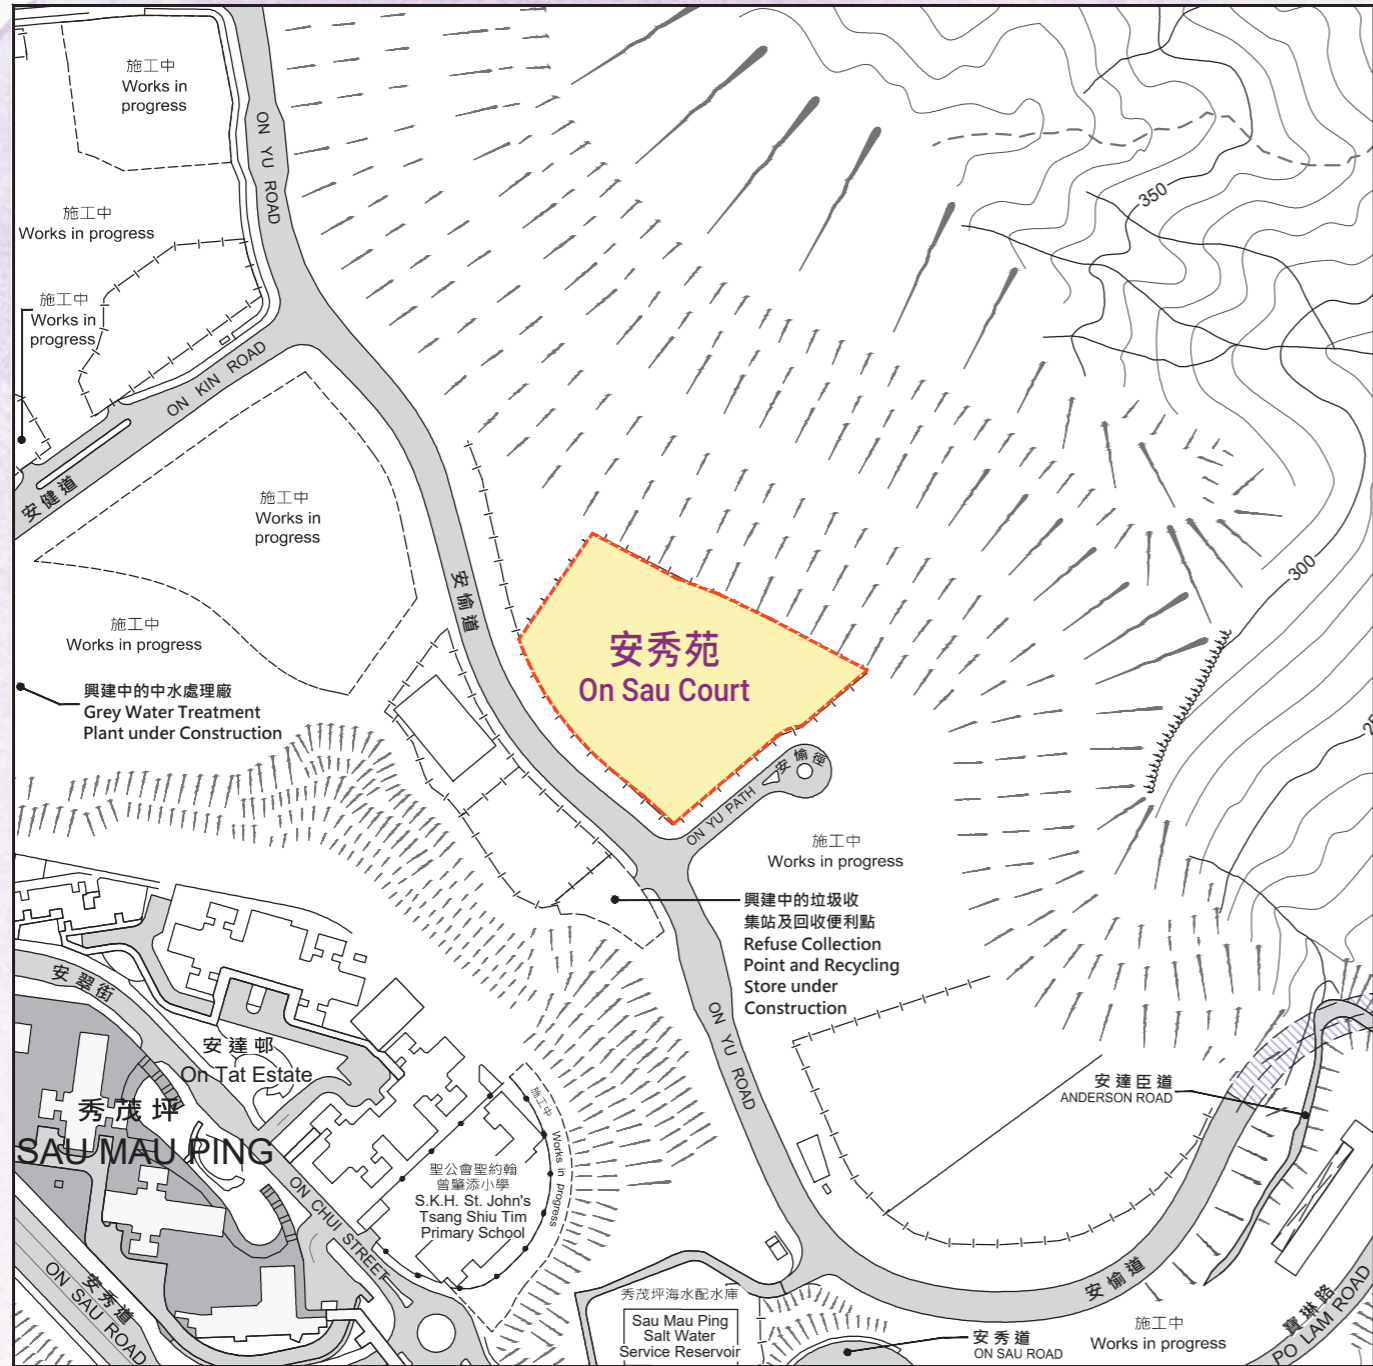 施工中
Works in
progress
ON YU ROAD
施工中
Works in progress
施工中
Works in
progress
ON KIN ROAD
安健道
350
施工中
Works in
progress
300
安愉道
施工中
Works in progress
安秀苑
On Sau Court
興建中的中水處理廠
Grey Water Treatment
Plant under Construction
安愉徑
ON YU PATH
施工中
Works in progress
興建中的垃圾收
集站及回收便利點
Refuse Collection
Point and Recycling
Store under
Construction
安翠街
ON YU ROAD
安達邨
On Tat Estate
安達臣道
ANDERSON ROAD
秀茂坪
SAU MAU PING
施工中 Works in progress
聖公會聖約翰
曾肇添小學
S.K.H. St. John's
Tsang Shiu Tim
Primary School
ON CHUI STREET
安秀道
ON SAU ROAD
安愉道
秀茂坪海水配水庫
Sau Mau Ping
Salt Water
Service Reservoir
安秀道
ON SAU ROAD
施工中
Works in progress
寶琳路
PO LAM ROAD